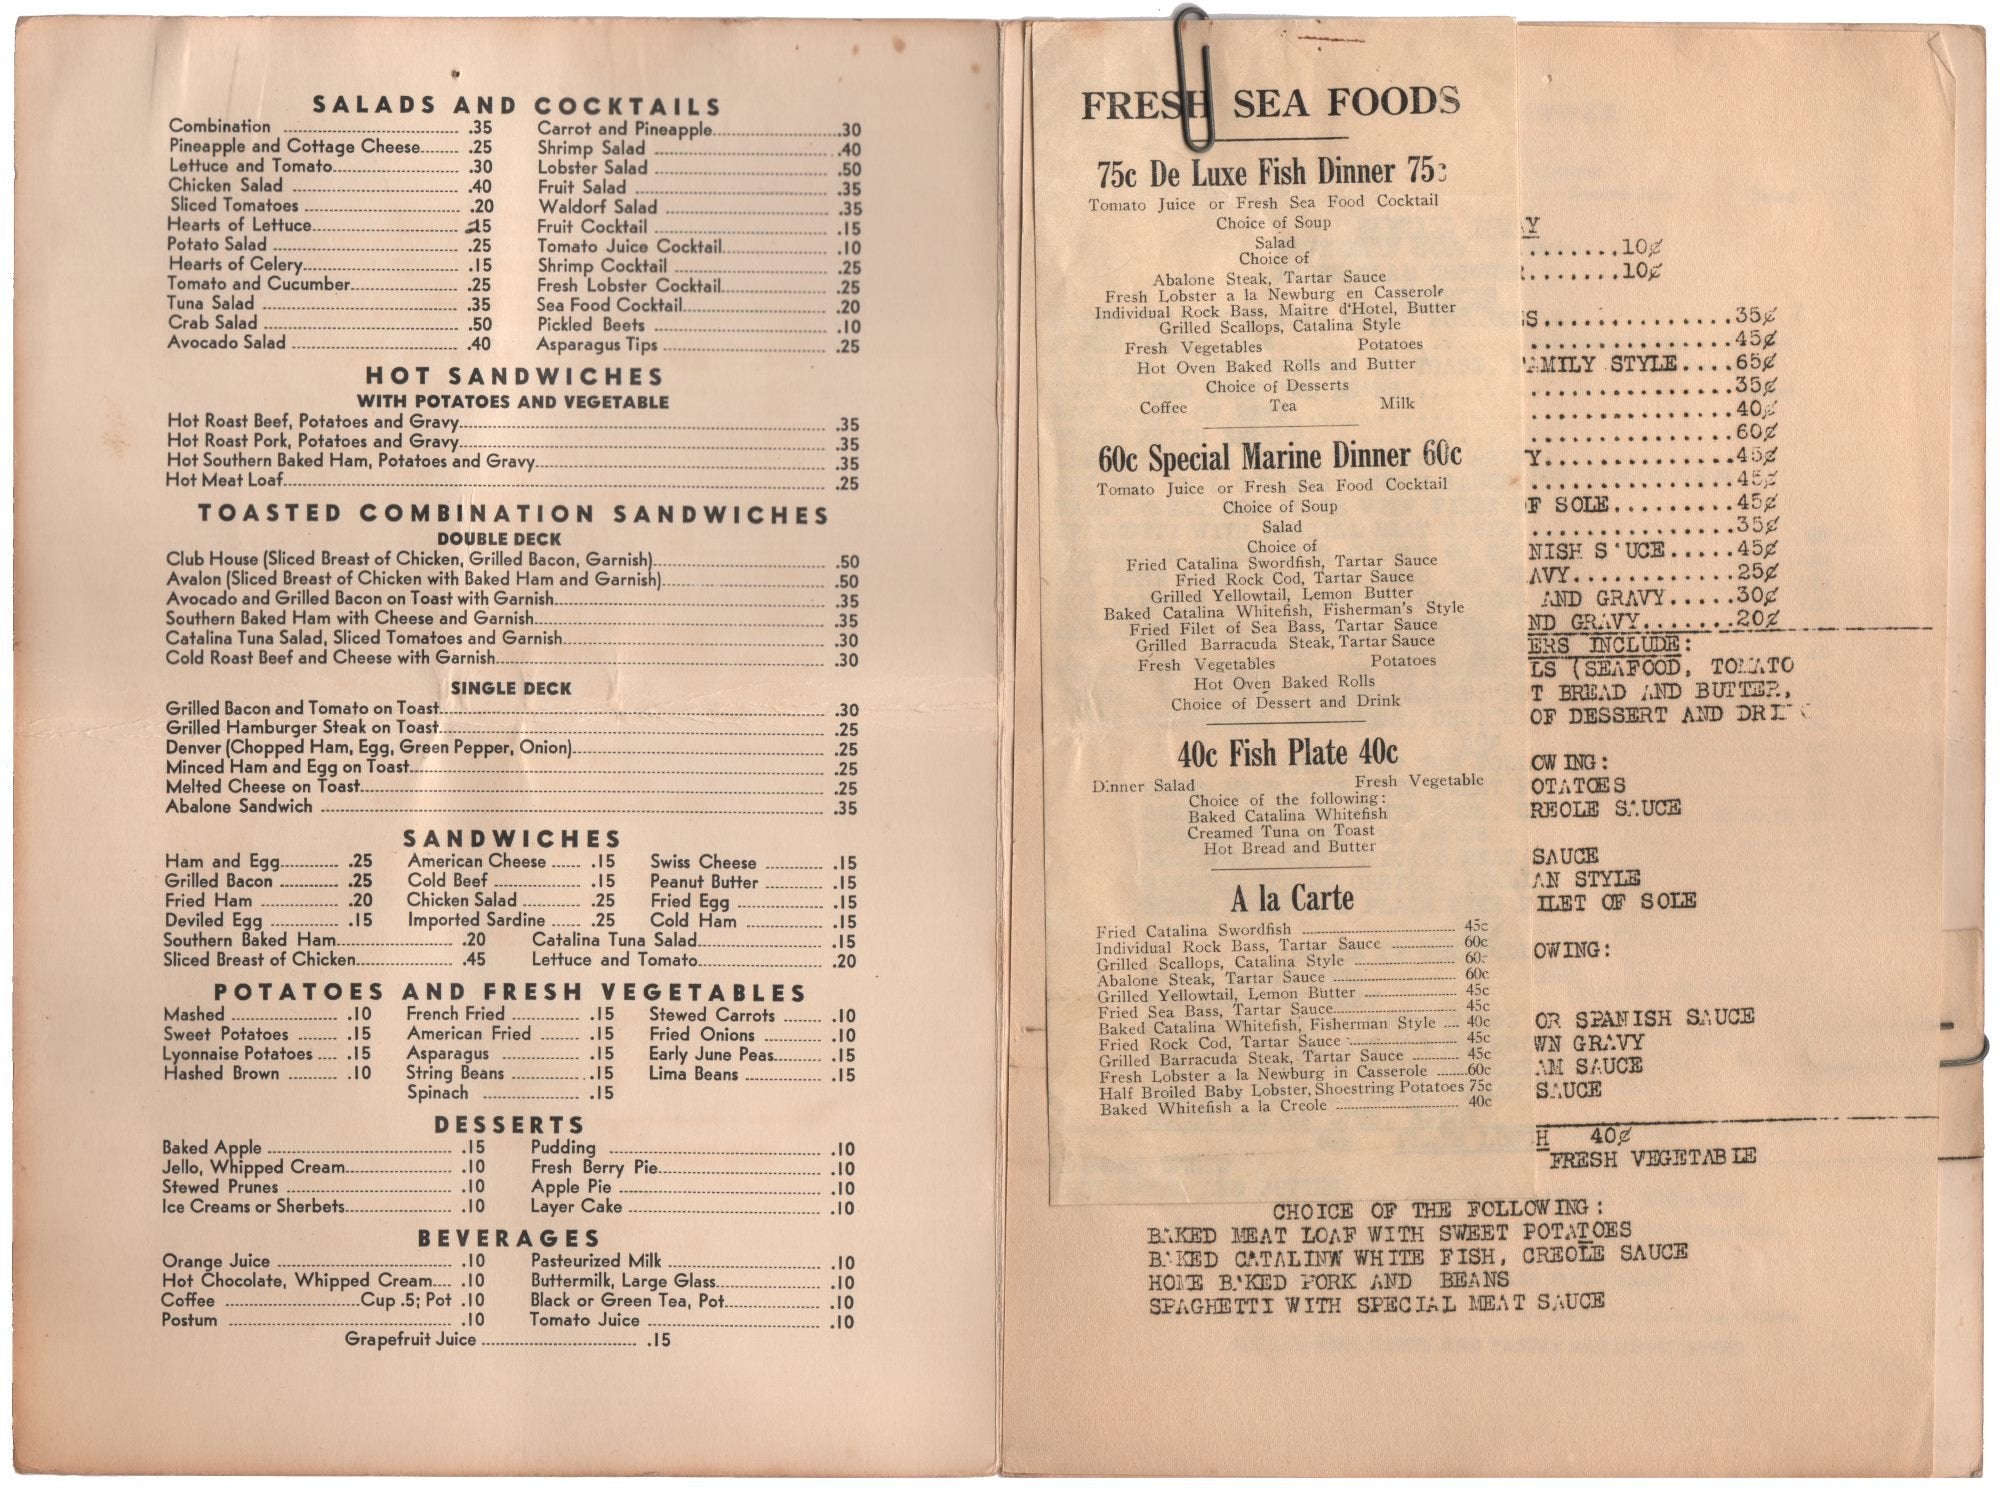 SALADS AND COCKTAILS
Combination .35
Pineapple and Cottage Cheese .25
Lettuce and Tomato .30
Chicken Salad .40
Sliced Tomatoes .20
Hearts of Lettuce .15
Potato Salad .25
Hearts of Celery .15
Tomato and Cucumber .25
Tuna Salad .35
Crab Salad .50
Avocado Salad .40
Carrot and Pineapple .30
Shrimp Salad .40
Lobster Salad .50
Fruit Salad .35
Waldorf Salad .35
Fruit Cocktail .15
Tomato Juice Cocktail .10
Shrimp Cocktail .25
Fresh Lobster Cocktail .25
Sea Food Cocktail .20
Pickled Beets .10
Asparagus Tips .25
HOT SANDWICHES
WITH POTATOES AND VEGETABLE
Hot Roast Beef, Potatoes and Gravy .35
Hot Roast Pork, Potatoes and Gravy .35
Hot Southern Baked Ham, Potatoes and Gravy .35
Hot Meat Loaf .25
TOASTED COMBINATION SANDWICHES
DOUBLE DECK
Club House (Sliced Breast of Chicken, Grilled Bacon, Garnish) .50
Avalon (Sliced Breast of Chicken with Baked Ham and Garnish) .50
Avocado and Grilled Bacon on Toast with Garnish .35
Southern Baked Ham with Cheese and Garnish .35
Catalina Tuna Salad, Sliced Tomatoes and Garnish .30
Cold Roast Beef and Cheese with Garnish .30
SINGLE DECK
Grilled Bacon and Tomato on Toast .30
Grilled Hamburger Steak on Toast .25
Denver (Chopped Ham, Egg, Green Pepper, Onion) .25
Minced Ham and Egg on Toast .25
Melted Cheese on Toast .25
Abalone Sandwich .35
SANDWICHES
Ham and Egg .25 American Cheese .15 Swiss Cheese .15
Grilled Bacon .25 Cold Beef .15 Peanut Butter .15
Fried Ham .20 Chicken Salad .25 Fried Egg .15
Deviled Egg .15 Imported Sardine .25 Cold Ham .15
Southern Baked Ham .20 Catalina Tuna Salad .15
Sliced Breast of Chicken .45 Lettuce and Tomato .20
POTATOES AND FRESH VEGETABLES
Mashed .10 French Fried .15 Stewed Carrots .10
Sweet Potatoes .15 American Fried .15 Fried Onions .10
Lyonnaise Potatoes .15 Asparagus .15 Early June Peas .15
Hashed Brown .10 String Beans .15 Lima Beans .15
Spinach .15
DESSERTS
Baked Apple .15 Pudding .10
Jello, Whipped Cream .10 Fresh Berry Pie .10
Stewed Prunes .10 Apple Pie .10
Ice Creams or Sherbets .10 Layer Cake .10
BEVERAGES
Orange Juice .10 Pasteurized Milk .10
Hot Chocolate, Whipped Cream .10 Buttermilk, Large Glass .10
Coffee Cup .5; Pot .10 Black or Green Tea, Pot .10
Postum .10 Tomato Juice .10
Grapefruit Juice .15
FRESH SEA FOODS
75c De Luxe Fish Dinner 75c
Tomato Juice or Fresh Sea Food Cocktail
Choice of Soup
Salad
Choice of
Abalone Steak, Tartar Sauce
Fresh Lobster a la Newburg en Casserole
Individual Rock Bass, Maitre d'Hotel, Butter
Grilled Scallops, Catalina Style
Fresh Vegetables Potatoes
Hot Oven Baked Rolls and Butter
Choice of Desserts
Coffee Tea Milk
60c Special Marine Dinner 60c
Tomato Juice or Fresh Sea Food Cocktail
Choice of Soup
Salad
Choice of
Fried Catalina Swordfish, Tartar Sauce
Fried Rock Cod, Tartar Sauce
Grilled Yellowtail, Lemon Butter
Baked Catalina Whitefish, Fisherman's Style
Fried Filet of Sea Bass, Tartar Sauce
Grilled Barracuda Steak, Tartar Sauce
Fresh Vegetables Potatoes
Hot Oven Baked Rolls
Choice of Dessert and Drink
40c Fish Plate 40c
Dinner Salad Fresh Vegetable
Choice of the following:
Baked Catalina Whitefish
Creamed Tuna on Toast
Hot Bread and Butter
A la Carte
Fried Catalina Swordfish 45c
Individual Rock Bass, Tartar Sauce 60c
Grilled Scallops, Catalina Style 60
Abalone Steak, Tartar Sauce 60c
Grilled Yellowtail, Lemon Butter 45c
Fried Sea Bass, Tartar Sauce 45c
Baked Catalina Whitefish, Fisherman Style 40c
Fried Rock Cod, Tartar Sauce 45c
Grilled Barracuda Steak, Tartar Sauce 45c
Fresh Lobster a la Newburg in Casserole 60c
Half Broiled Baby Lobster, Shoestring Potatoes 75c
Baked Whitefish a la Creole 40c
Y
10¢
10¢
S 35¢
45¢
AMILY STYLE 65¢
35¢
40¢
60¢
Y 45¢
45¢
F SOLE 45¢
35¢
NISH SAUCE 45¢
AVY 25¢
AND GRAVY 30¢
ND GRAVY 20¢
ERS INCLUDE:
LS (SEAFOOD, TOMATO
T BREAD AND BUTTER,
OF DESSERT AND DRI
OWING:
OTATOES
REOLE SAUCE
SAUCE
AN STYLE
ILET OF SOLE
OWING:
OR SPANISH SAUCE
WN GRAVY
AM SAUCE
SAUCE
H 40¢
FRESH VEGETABLE
CHOICE OF THE FOLLOWING:
BAKED MEAT LOAF WITH SWEET POTATOES
BAKED CATALINW WHITE FISH, CREOLE SAUCE
HOME BAKED PORK AND BEANS
SPAGHETTI WITH SPECIAL MEAT SAUCE